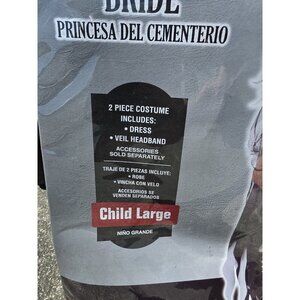 BRIDE
PRINCESA DEL CEMENTERIO
2 PIECE COSTUME
INCLUDES:
• DRESS
• VEIL HEADBAND
ACCESSORIES
SOLD SEPARATELY
TRAJE DE 2 PIEZAS INCLUYE:
• ROBE
• VINCHA CON VELO
ACCESORIOS SE
VENDEN SEPARADOS
Child Large
NIÑO GRANDE